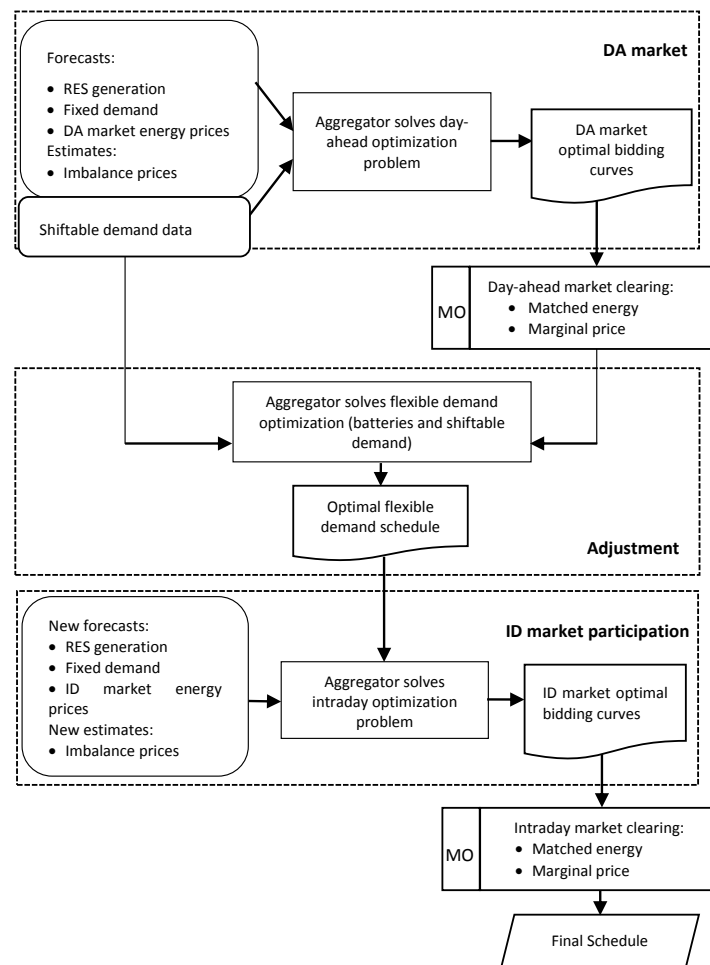 DA market
Forecasts:
• RES generation
• Fixed demand
• DA market energy prices
Estimates:
• Imbalance prices
Shiftable demand data
Aggregator solves day-
ahead optimization
problem
DA market
optimal bidding
curves
MO
Day-ahead market clearing:
• Matched energy
• Marginal price
Aggregator solves flexible demand
optimization (batteries and shiftable
demand)
Optimal flexible
demand schedule
Adjustment
ID market participation
New forecasts:
• RES generation
• Fixed demand
• ID market energy
prices
New estimates:
• Imbalance prices
Aggregator solves
intraday optimization
problem
ID market optimal
bidding curves
MO
Intraday market clearing:
• Matched energy
• Marginal price
Final Schedule